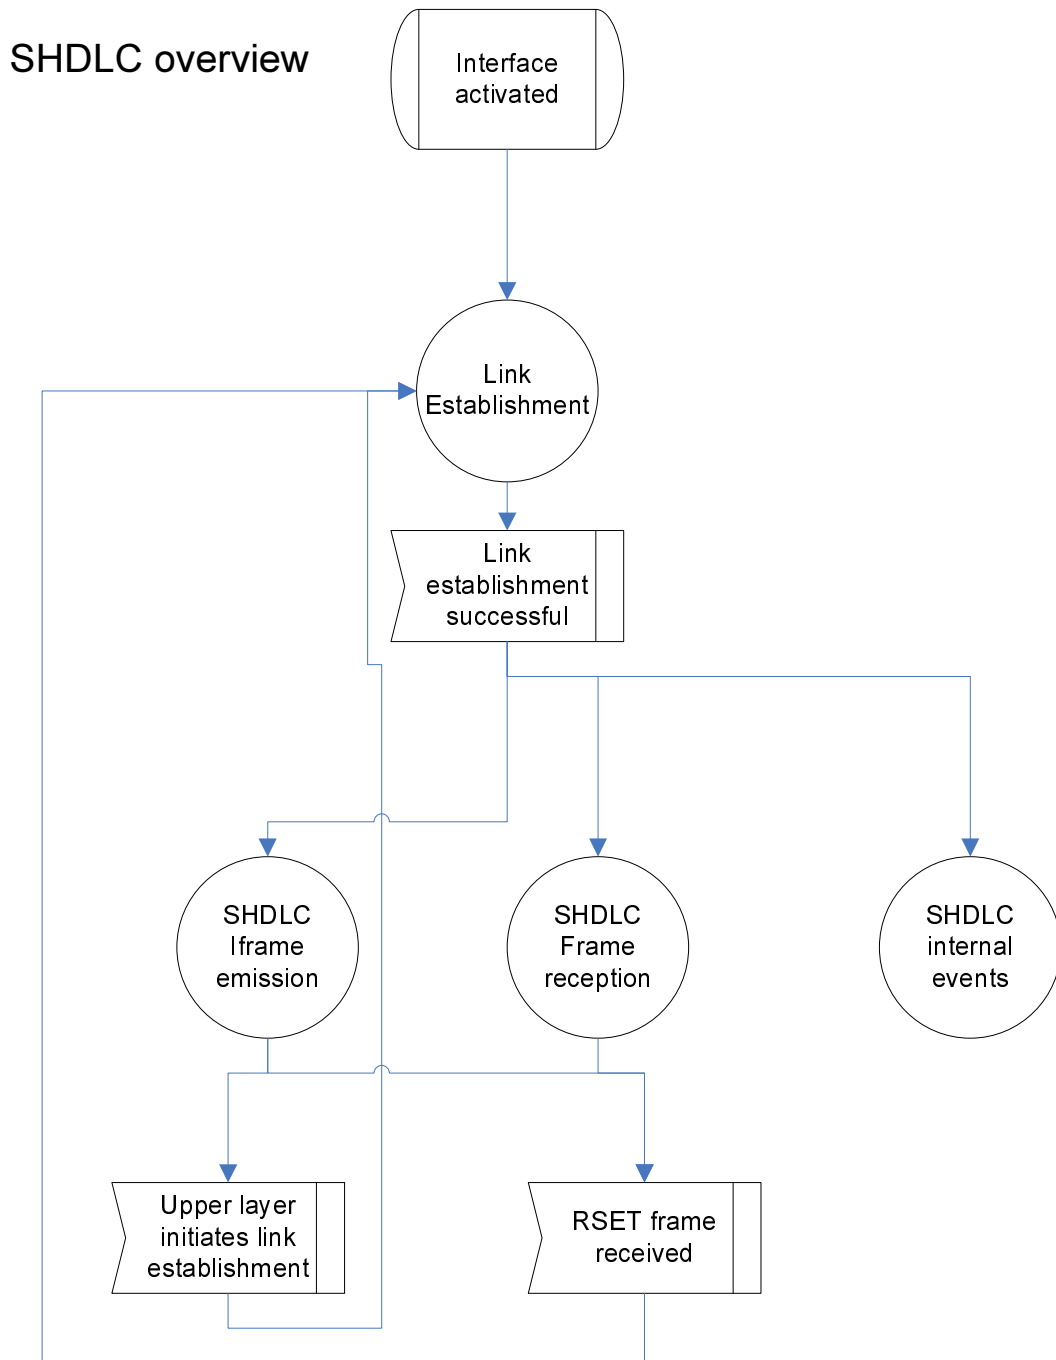 SHDLC overview
Interface
activated
Link
Establishment
Link
establishment
successful
SHDLC
Iframe
emission
SHDLC
Frame
reception
SHDLC
internal
events
Upper layer
initiates link
establishment
RSET frame
received